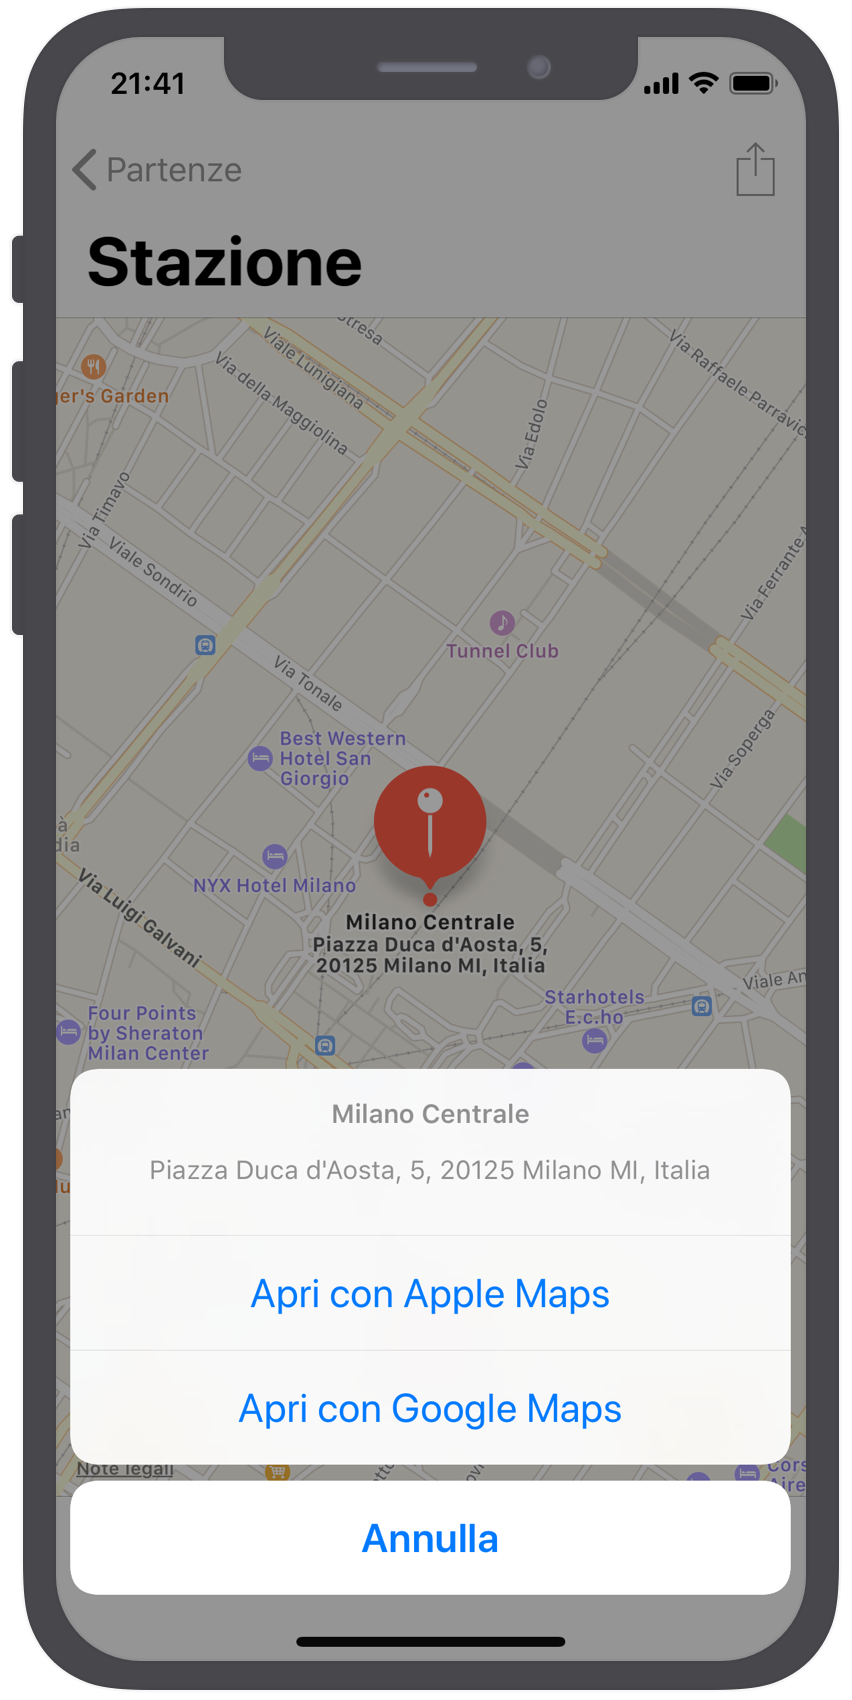 21:41
Partenze
Stazione
Stresa
Viale Lunigiana
Via Raffaele Parravic
Via della Maggiolina
ger's Garden
Via Edolo
Via Timavo
Viale Sondrio
Via Ferrante A
Tunnel Club
Via Tonale
Via Soperga
Best Western
Hotel San
Giorgio
à
dia
NYX Hotel Milano
Via Luigi Galvani
Milano Centrale
Piazza Duca d'Aosta, 5,
20125 Milano MI, Italia
Viale An
Starhotels
E.c.ho
Four Points
by Sheraton
Milan Center
Milano Centrale
Piazza Duca d'Aosta, 5, 20125 Milano MI, Italia
Apri con Apple Maps
Apri con Google Maps
Note legali
Cors
Aire
Annulla